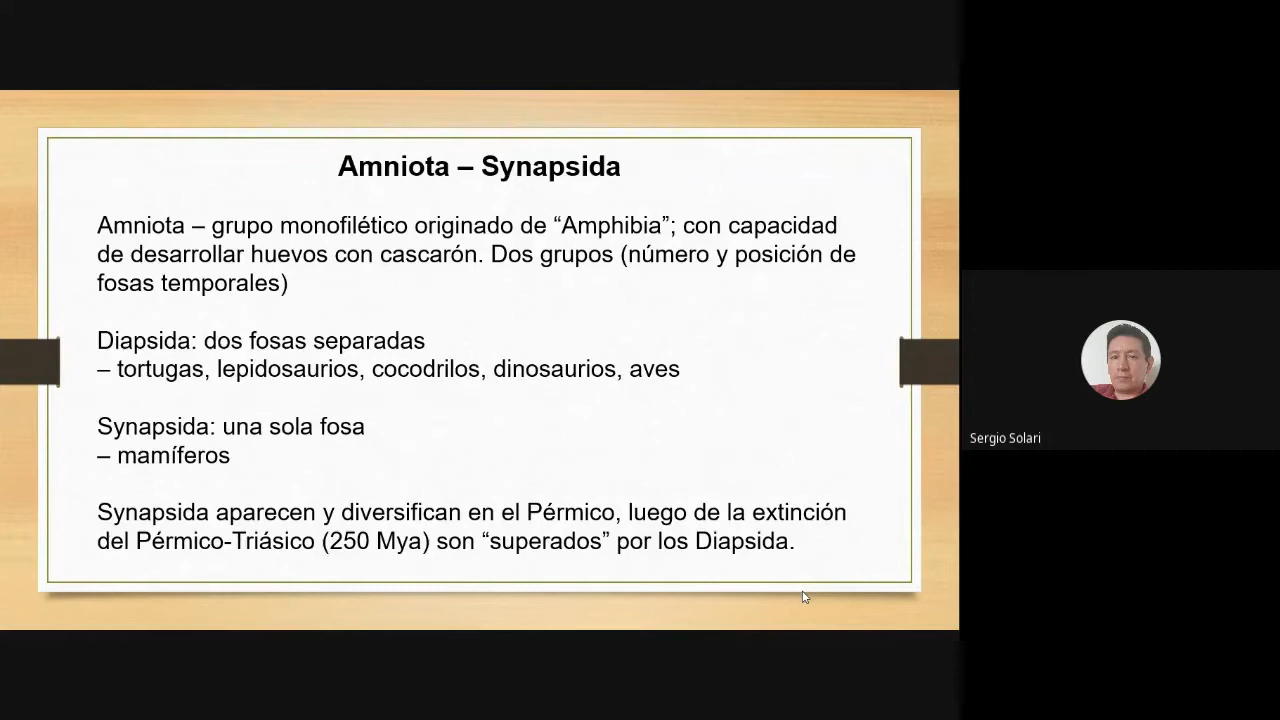 Amniota – Synapsida
Amniota – grupo monofilético originado de “Amphibia”; con capacidad
de desarrollar huevos con cascarón. Dos grupos (número y posición de
fosas temporales)
Diapsida: dos fosas separadas
– tortugas, lepidosaurios, cocodrilos, dinosaurios, aves
Synapsida: una sola fosa
– mamíferos
Synapsida aparecen y diversifican en el Pérmico, luego de la extinción
del Pérmico-Triásico (250 Mya) son “superados” por los Diapsida.
Sergio Solari